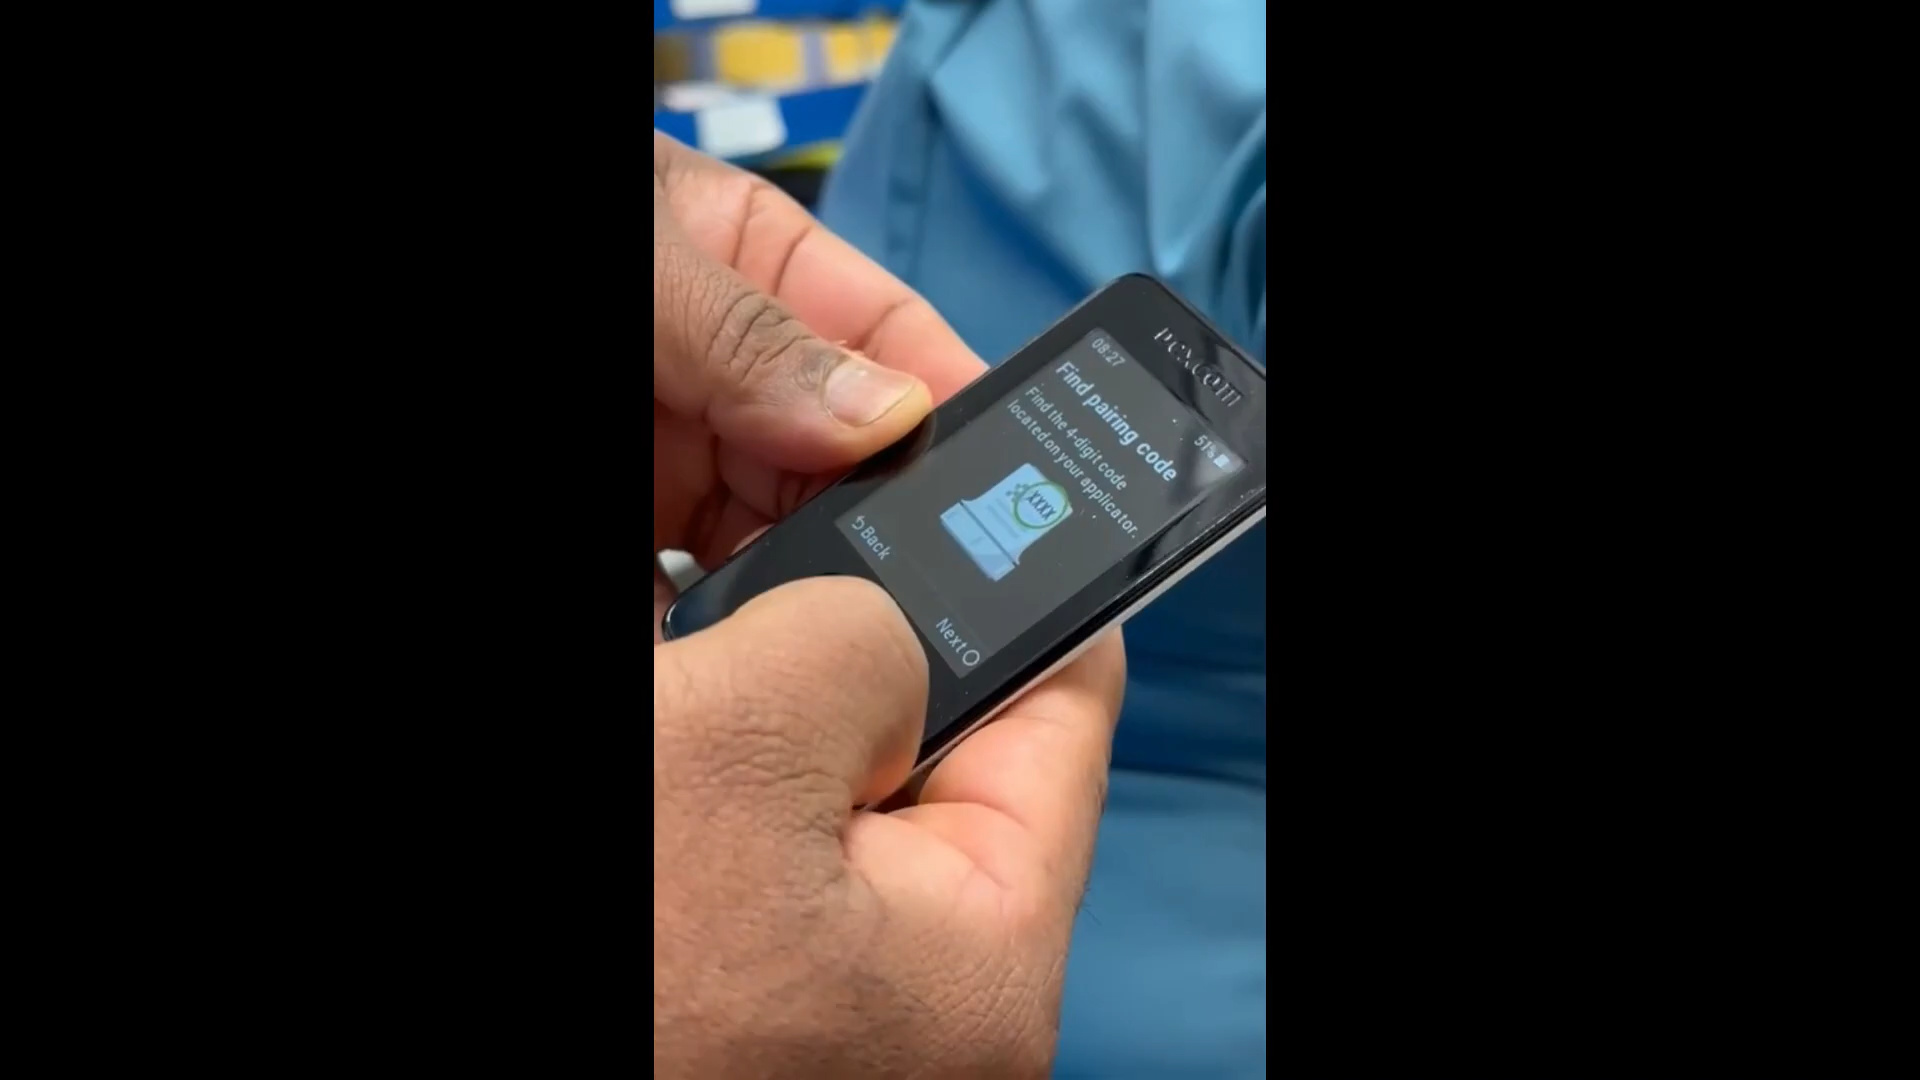 Dexcom
08:27
51%
Find pairing code
Find the 4-digit code
located on your applicator.
XXXX
Back
Next